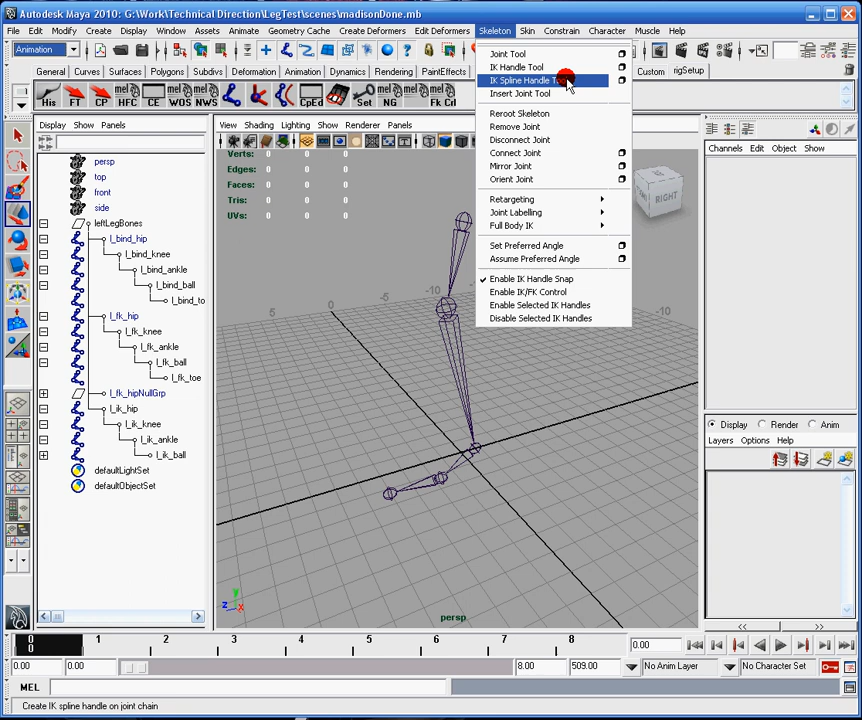 Autodesk Maya 2010: G:\Work\Technical Direction\LegTest\scenes\madisonDone.mb
File Edit Modify Create Display Window Assets Animate Geometry Cache Create Deformers Edit Deformers Skeleton Skin Constrain Character Muscle Help
Animation
General Curves Surfaces Polygons Subdivs Deformation Animation Dynamics Rendering PaintEffects Custom rigSetup
His FT CP HFC CE WOS NWS CpEd Set NG Fk Crl
Display Show Panels
View Shading Lighting Show Renderer Panels
Verts: 0 0 0
Edges: 0 0 0
Faces: 0 0 0
Tris: 0 0 0
UVs: 0 0 0
persp
top
front
side
leftLegBones
l_bind_hip
l_bind_knee
l_bind_ankle
l_bind_ball
l_bind_to
l_fk_hip
l_fk_knee
l_fk_ankle
l_fk_ball
l_fk_toe
l_fk_hipNullGrp
l_ik_hip
l_ik_knee
l_ik_ankle
l_ik_ball
defaultLightSet
defaultObjectSet
Joint Tool
IK Handle Tool
IK Spline Handle
Insert Joint Tool
Reroot Skeleton
Remove Joint
Disconnect Joint
Connect Joint
Mirror Joint
Orient Joint
Retargeting
Joint Labelling
Full Body IK
Set Preferred Angle
Assume Preferred Angle
Enable IK Handle Snap
Enable IK/FK Control
Enable Selected IK Handles
Disable Selected IK Handles
RIGHT
5 0 -5 -10 -10
y
z x
persp
Channels Edit Object Show
Display Render Anim
Layers Options Help
0 1 2 3 4 5 6 7 8
0
0.00
0.00 0.00 8.00 509.00 No Anim Layer No Character Set
MEL
Create IK spline handle on joint chain